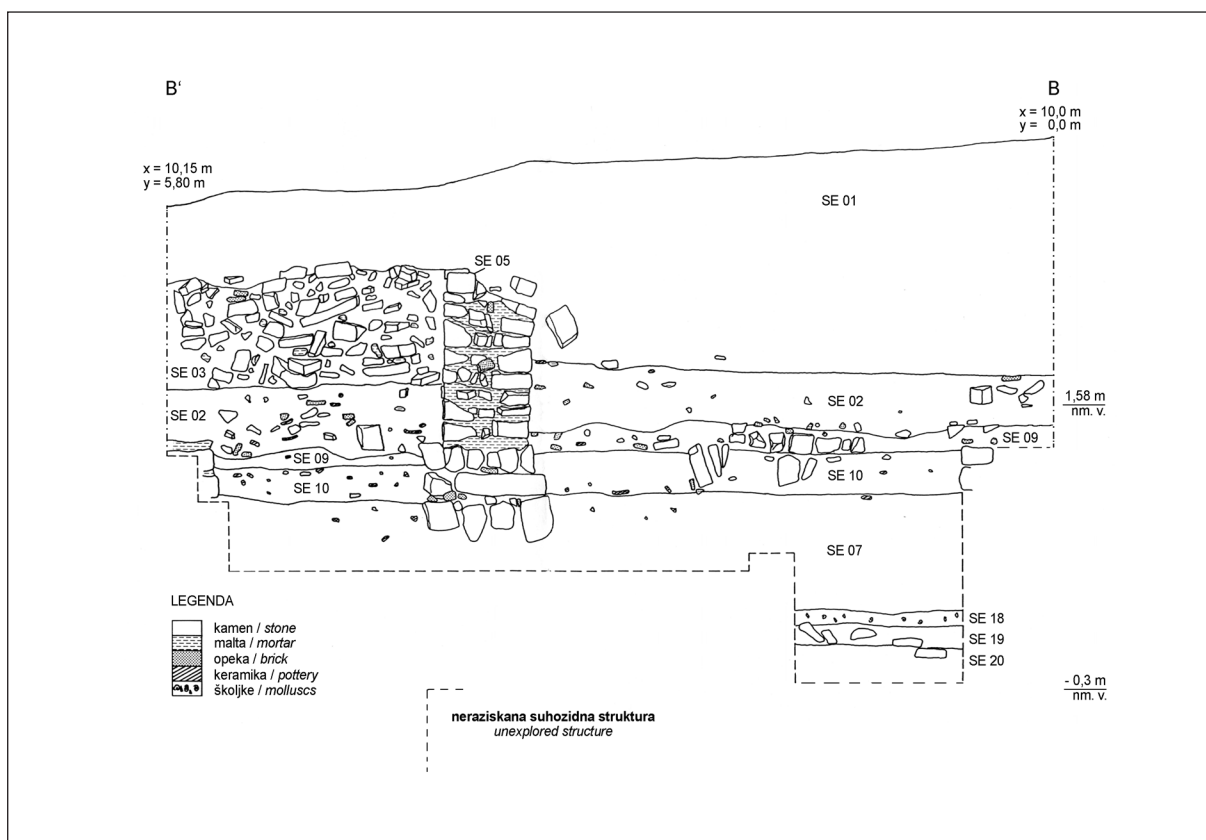 B'
B
x = 10,0 m
y = 0,0 m
x = 10,15 m
y = 5,80 m
SE 01
SE 05
SE 03
SE 02
SE 02
1,58 m
nm. v.
SE 09
SE 09
SE 10
SE 10
SE 07
LEGENDA
kamen / stone
malta / mortar
opeka / brick
keramika / pottery
školjke / molluscs
SE 18
SE 19
SE 20
- 0,3 m
nm. v.
neraziskana suhozidna struktura
unexplored structure